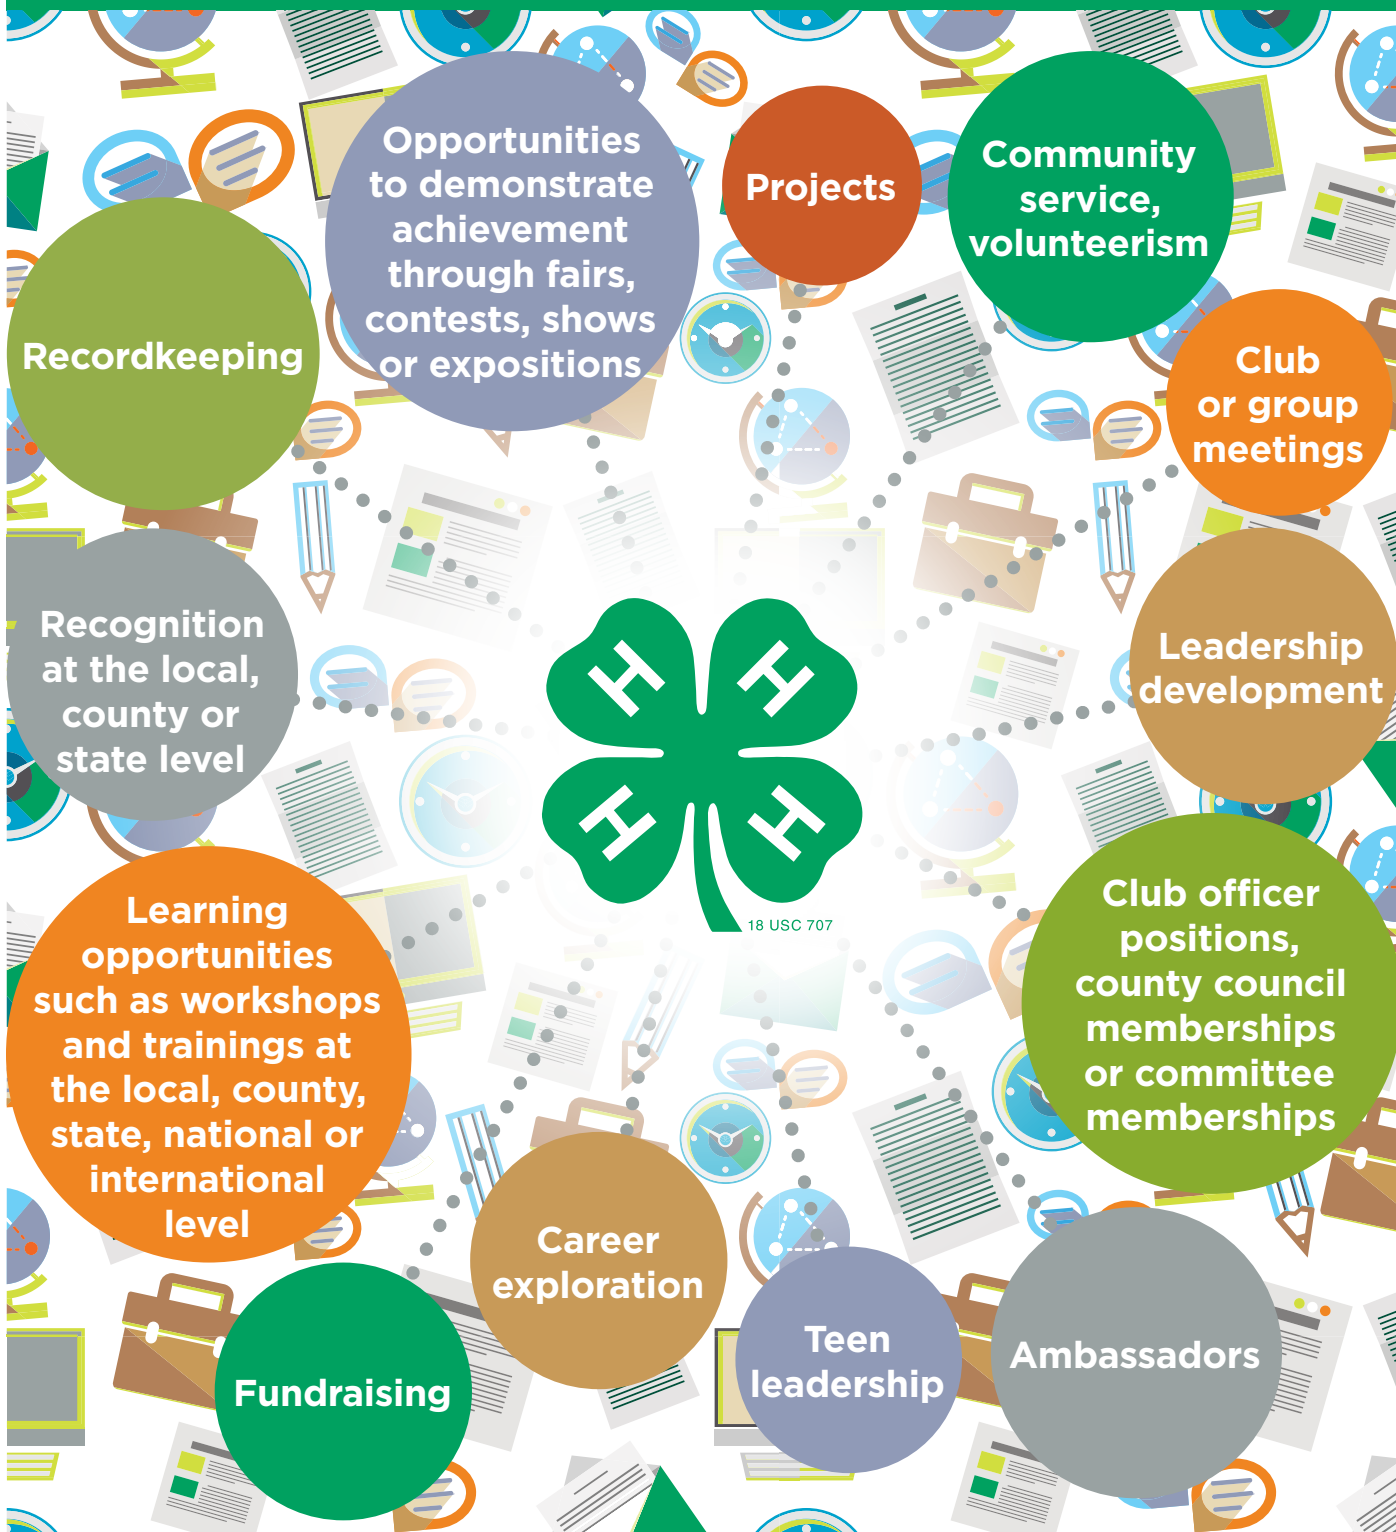 Opportunities
to demonstrate
achievement
through fairs,
contests, shows
or expositions
Projects
Community
service,
volunteerism
Club
or group
meetings
Leadership
development
Club officer
positions,
county council
memberships
or committee
memberships
Ambassadors
Teen
leadership
Career
exploration
Fundraising
Learning
opportunities
such as workshops
and trainings at
the local, county,
state, national or
international
level
Recognition
at the local,
county or
state level
Recordkeeping
H H
H H
18 USC 707